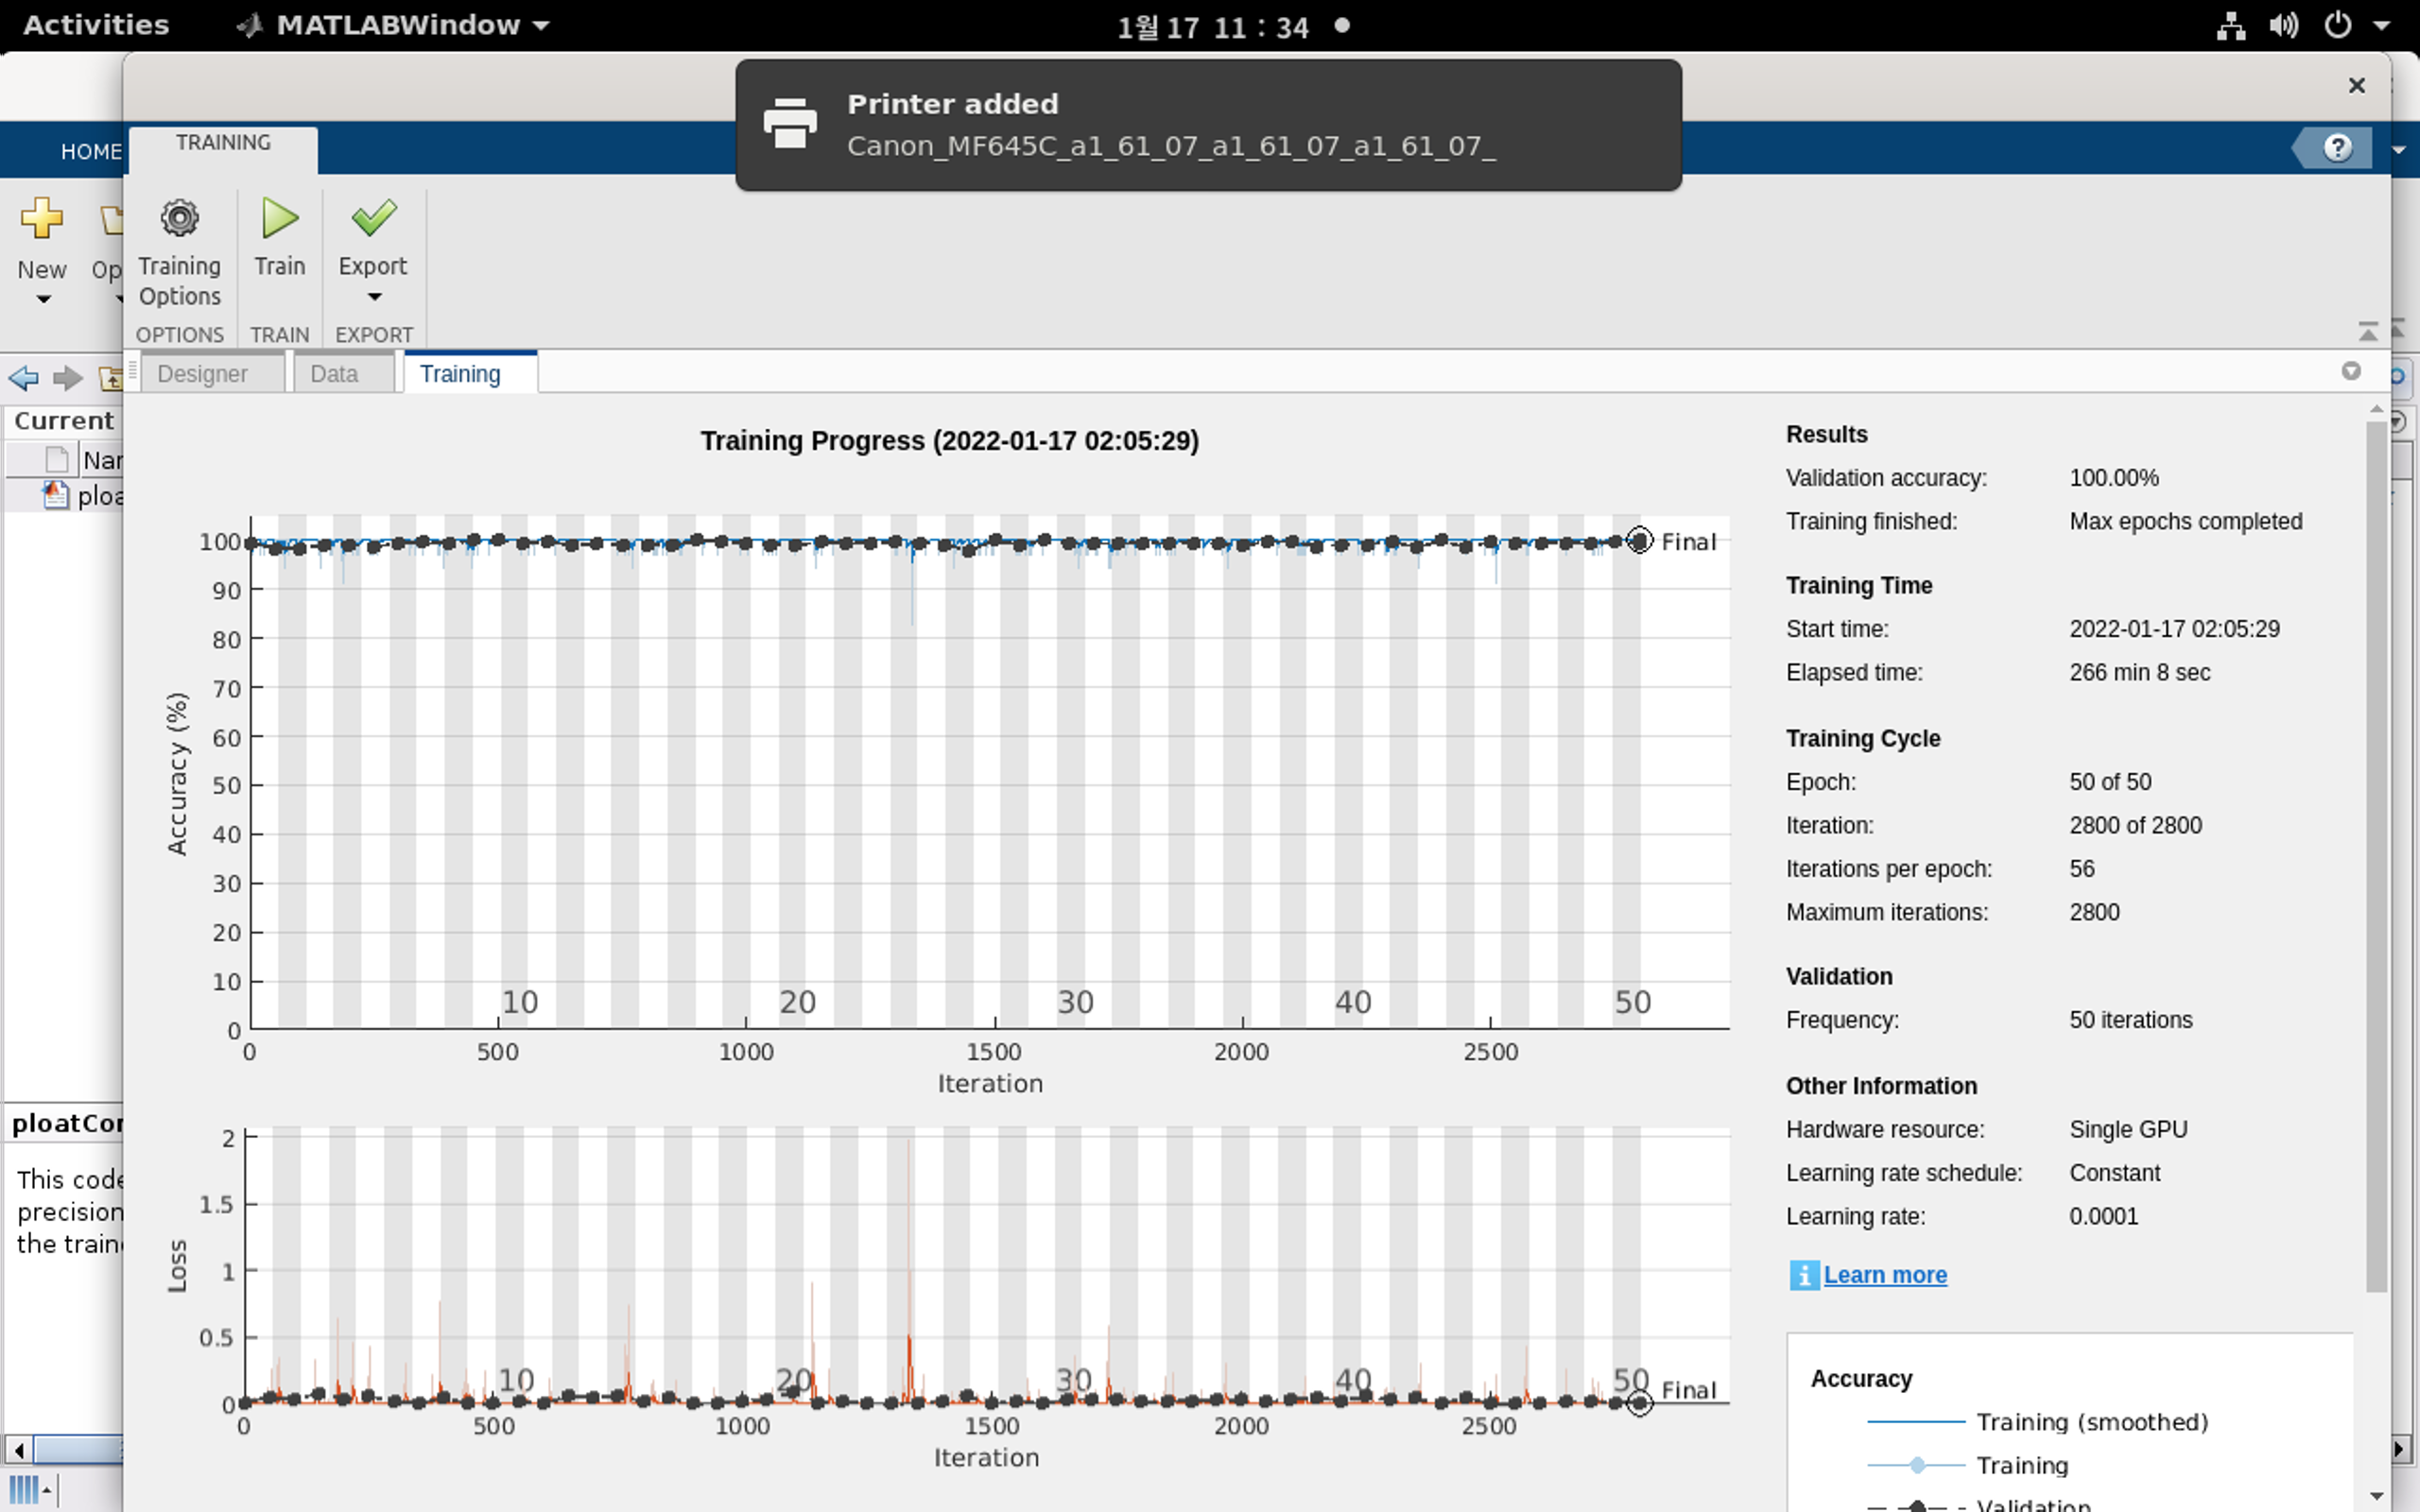 Activities
MATLABWindow
1월 17 11 : 34
Printer added
Canon_MF645C_a1_61_07_a1_61_07_a1_61_07_
HOME
TRAINING
New
Op
Training Options
Train
Export
OPTIONS
TRAIN
EXPORT
Designer
Data
Training
Current
Nar
ploa
ploatCor
This code
precision
the traine
Training Progress (2022-01-17 02:05:29)
100
90
80
70
60
50
40
30
20
10
0
Accuracy (%)
Final
10
20
30
40
50
0
500
1000
1500
2000
2500
Iteration
2
1.5
1
0.5
0
Loss
10
20
30
40
50
Final
0
500
1000
1500
2000
2500
Iteration
Results
Validation accuracy: 100.00%
Training finished: Max epochs completed
Training Time
Start time: 2022-01-17 02:05:29
Elapsed time: 266 min 8 sec
Training Cycle
Epoch: 50 of 50
Iteration: 2800 of 2800
Iterations per epoch: 56
Maximum iterations: 2800
Validation
Frequency: 50 iterations
Other Information
Hardware resource: Single GPU
Learning rate schedule: Constant
Learning rate: 0.0001
Learn more
Accuracy
Training (smoothed)
Training
Validation